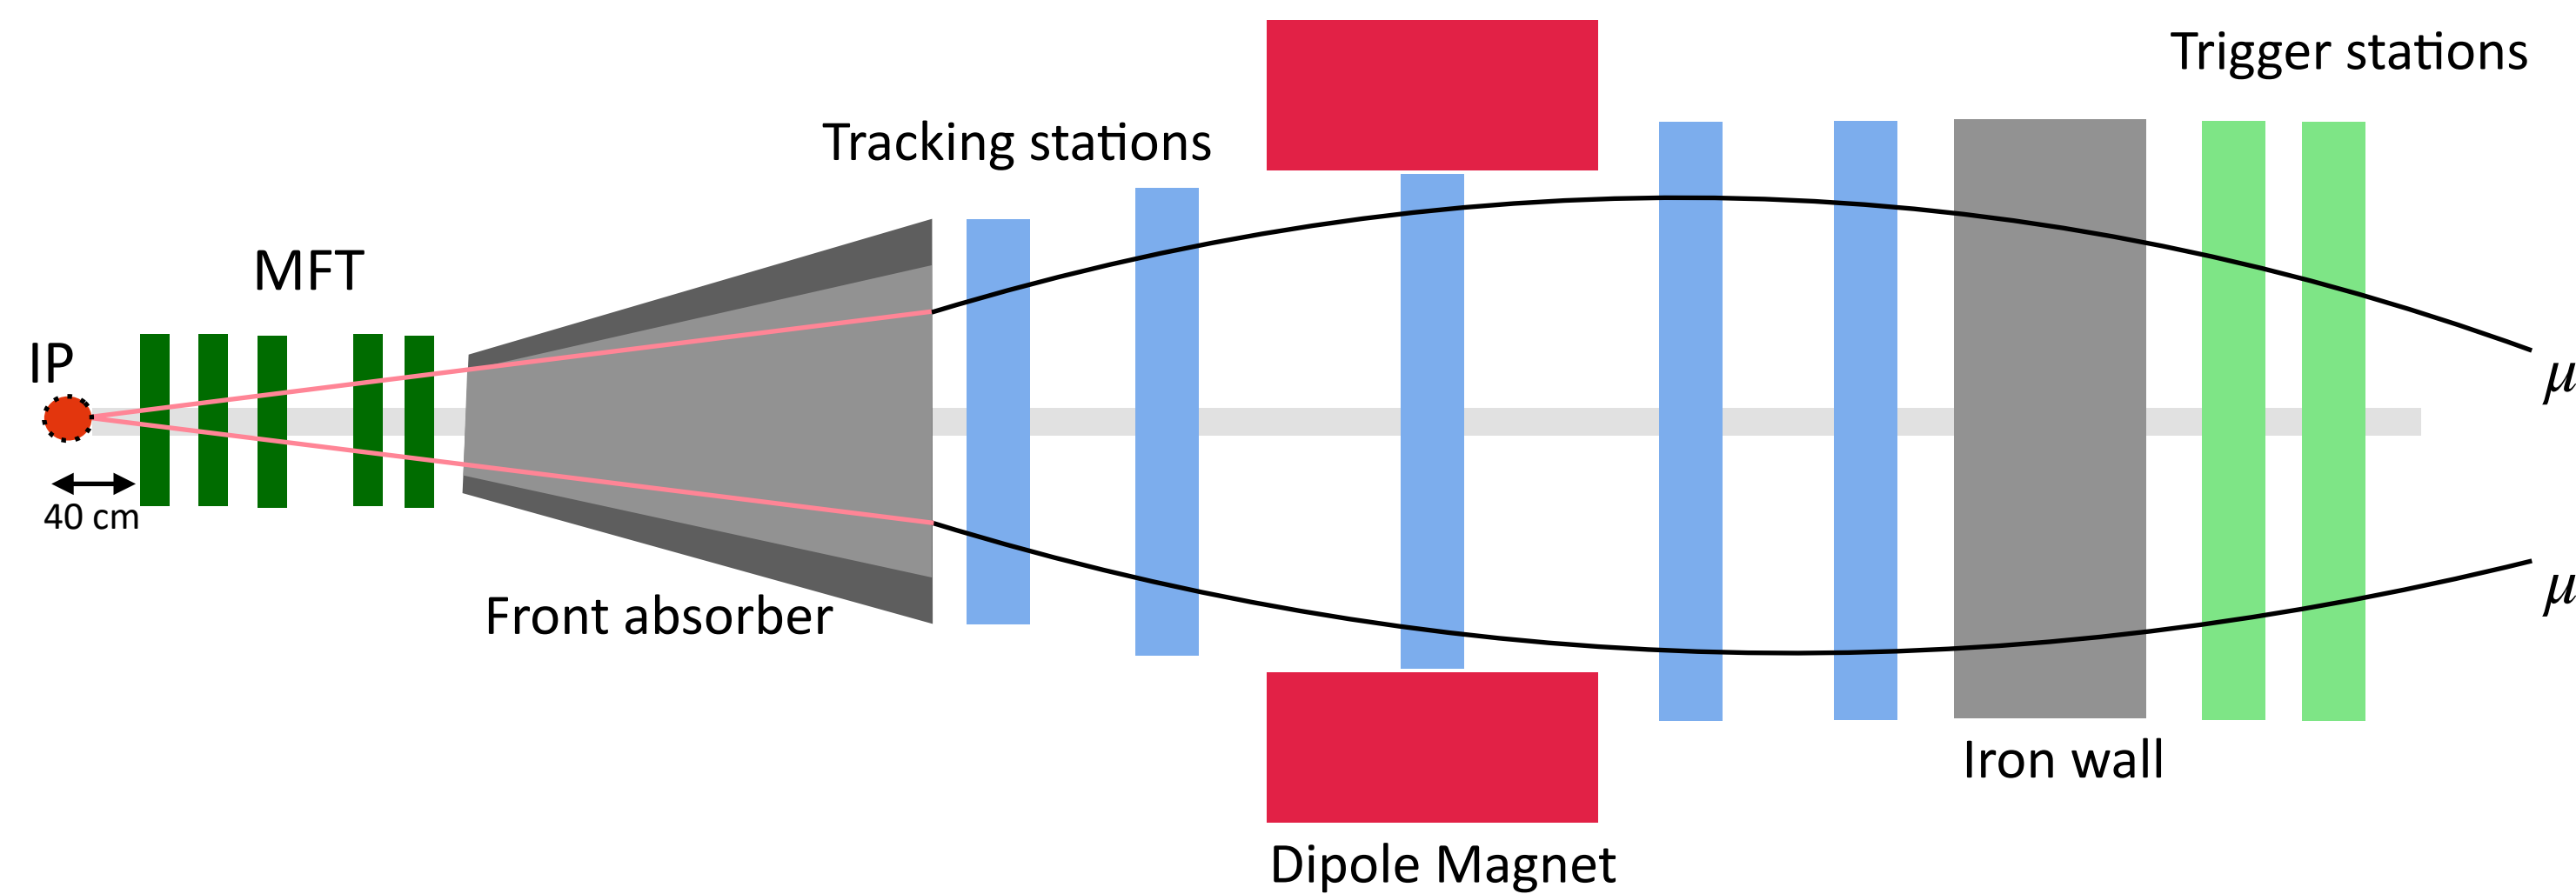 Trigger stations
Tracking stations
MFT
IP
μ
40 cm
μ
Front absorber
Iron wall
Dipole Magnet